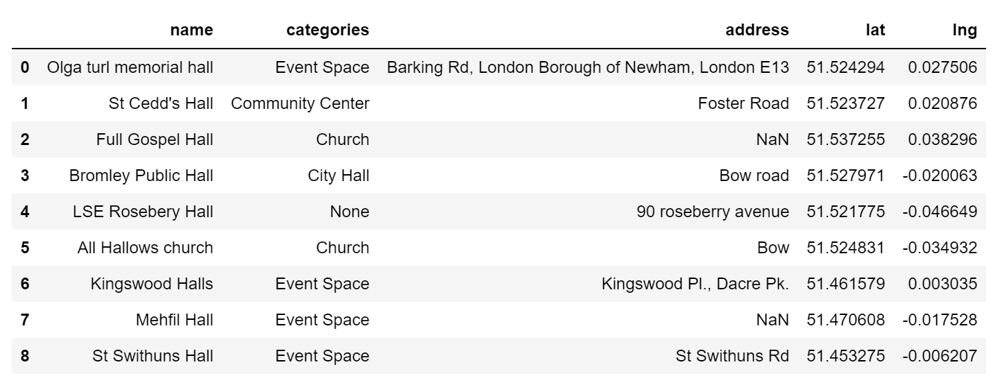 name categories address lat lng
0 Olga turl memorial hall Event Space Barking Rd, London Borough of Newham, London E13 51.524294 0.027506
1 St Cedd's Hall Community Center Foster Road 51.523727 0.020876
2 Full Gospel Hall Church NaN 51.537255 0.038296
3 Bromley Public Hall City Hall Bow road 51.527971 -0.020063
4 LSE Rosebery Hall None 90 roseberry avenue 51.521775 -0.046649
5 All Hallows church Church Bow 51.524831 -0.034932
6 Kingswood Halls Event Space Kingswood Pl., Dacre Pk. 51.461579 0.003035
7 Mehfil Hall Event Space NaN 51.470608 -0.017528
8 St Swithuns Hall Event Space St Swithuns Rd 51.453275 -0.006207